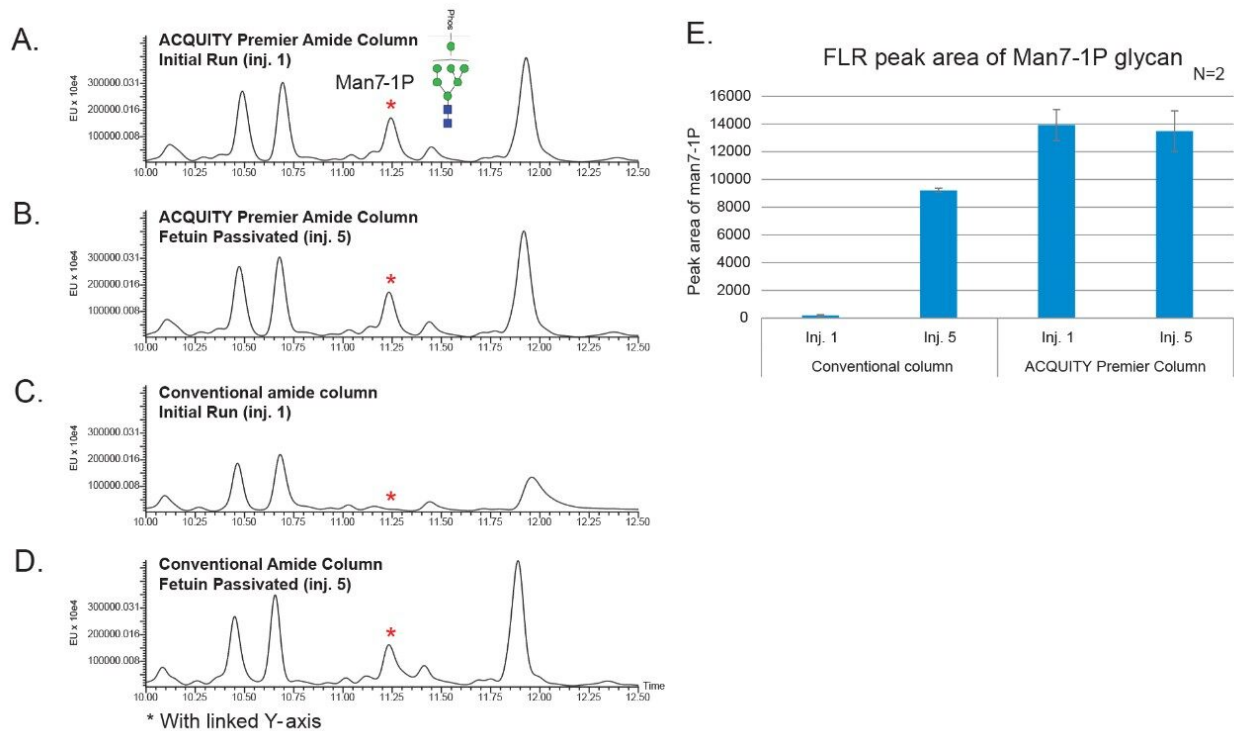 A.
ACQUITY Premier Amide Column
Initial Run (inj. 1)
Phos
Man7-1P
*
EU x 10e4
300000.031
200000.016
100000.008
10.00 10.25 10.50 10.75 11.00 11.25 11.50 11.75 12.00 12.25 12.50
B.
ACQUITY Premier Amide Column
Fetuin Passivated (inj. 5)
*
EU x 10e4
300000.031
200000.016
100000.008
10.00 10.25 10.50 10.75 11.00 11.25 11.50 11.75 12.00 12.25 12.50
C.
Conventional amide column
Initial Run (inj. 1)
*
EU x 10e4
300000.031
200000.016
100000.008
10.00 10.25 10.50 10.75 11.00 11.25 11.50 11.75 12.00 12.25 12.50
D.
Conventional Amide Column
Fetuin Passivated (inj. 5)
*
EU x 10e4
300000.031
200000.016
100000.008
Time
10.00 10.25 10.50 10.75 11.00 11.25 11.50 11.75 12.00 12.25 12.50
* With linked Y-axis
E.
FLR peak area of Man7-1P glycan
N=2
Peak area of man7-1P
16000
14000
12000
10000
8000
6000
4000
2000
0
Inj. 1 Inj. 5 Inj. 1 Inj. 5
Conventional column ACQUITY Premier Column